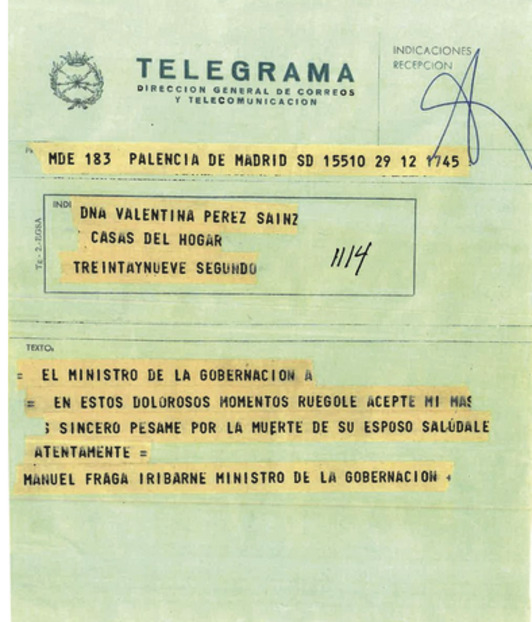 TELEGRAMA
DIRECCION GENERAL DE CORREOS
Y TELECOMUNICACION
INDICACIONES
RECEPCION
MDE 183 PALENCIA DE MADRID SD 15510 29 12 1745
INDI
DNA VALENTINA PEREZ SAINZ
CASAS DEL HOGAR
TREINTAYNUEVE SEGUNDO
1114
TEXTO:
= EL MINISTRO DE LA GOBERNACION A
= EN ESTOS DOLOROSOS MOMENTOS RUEGOLE ACEPTE MI MAS
SINCERO PESAME POR LA MUERTE DE SU ESPOSO SALÚDALE
ATENTAMENTE =
MANUEL FRAGA IRIBARNE MINISTRO DE LA GOBERNACION +